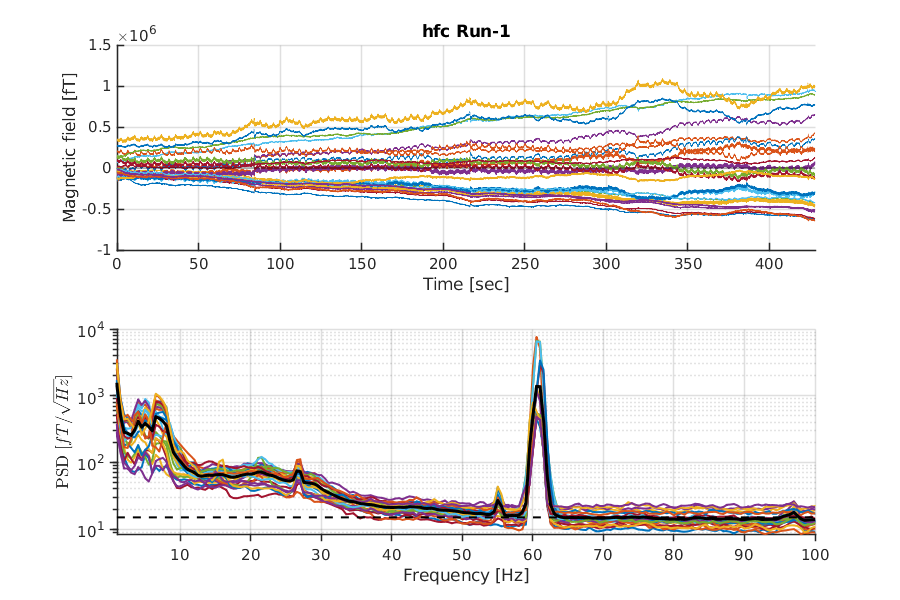 hfc Run-1
×10^6
1.5
1
0.5
0
-0.5
-1
Magnetic field [fT]
0 50 100 150 200 250 300 350 400
Time [sec]
10^4
10^3
10^2
10^1
PSD [fT/√Hz]
10 20 30 40 50 60 70 80 90 100
Frequency [Hz]